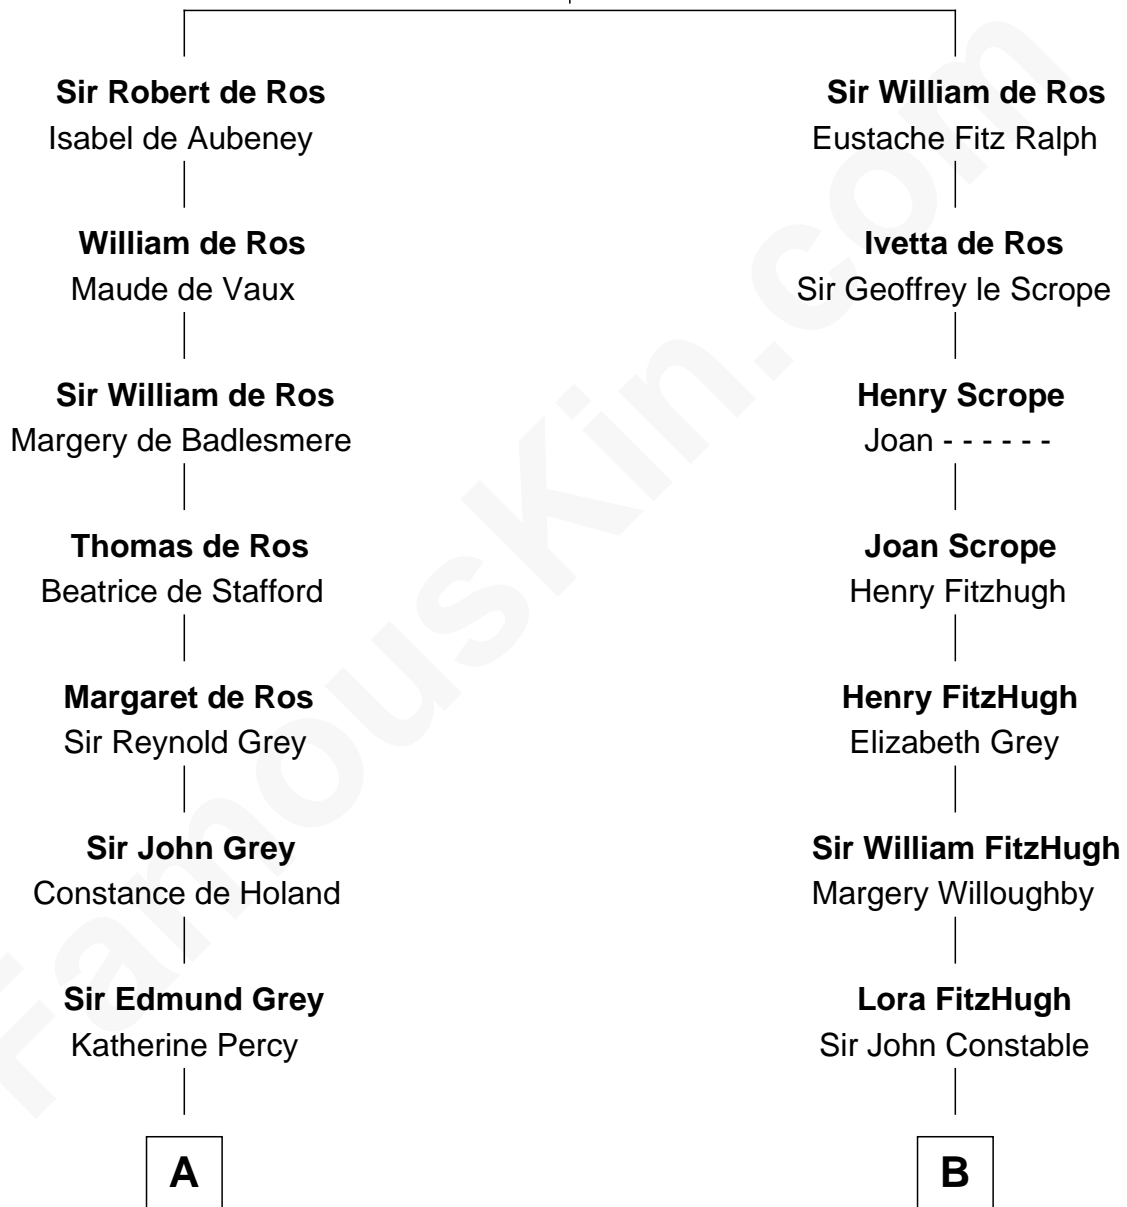 Sir Robert de Ros
Isabel de Aubeney
William de Ros
Maude de Vaux
Sir William de Ros
Margery de Badlesmere
Thomas de Ros
Beatrice de Stafford
Margaret de Ros
Sir Reynold Grey
Sir John Grey
Constance de Holand
Sir Edmund Grey
Katherine Percy
A
Sir William de Ros
Eustache Fitz Ralph
Ivetta de Ros
Sir Geoffrey le Scrope
Henry Scrope
Joan - - - - - -
Joan Scrope
Henry Fitzhugh
Henry FitzHugh
Elizabeth Grey
Sir William FitzHugh
Margery Willoughby
Lora FitzHugh
Sir John Constable
B
FamousKin.com